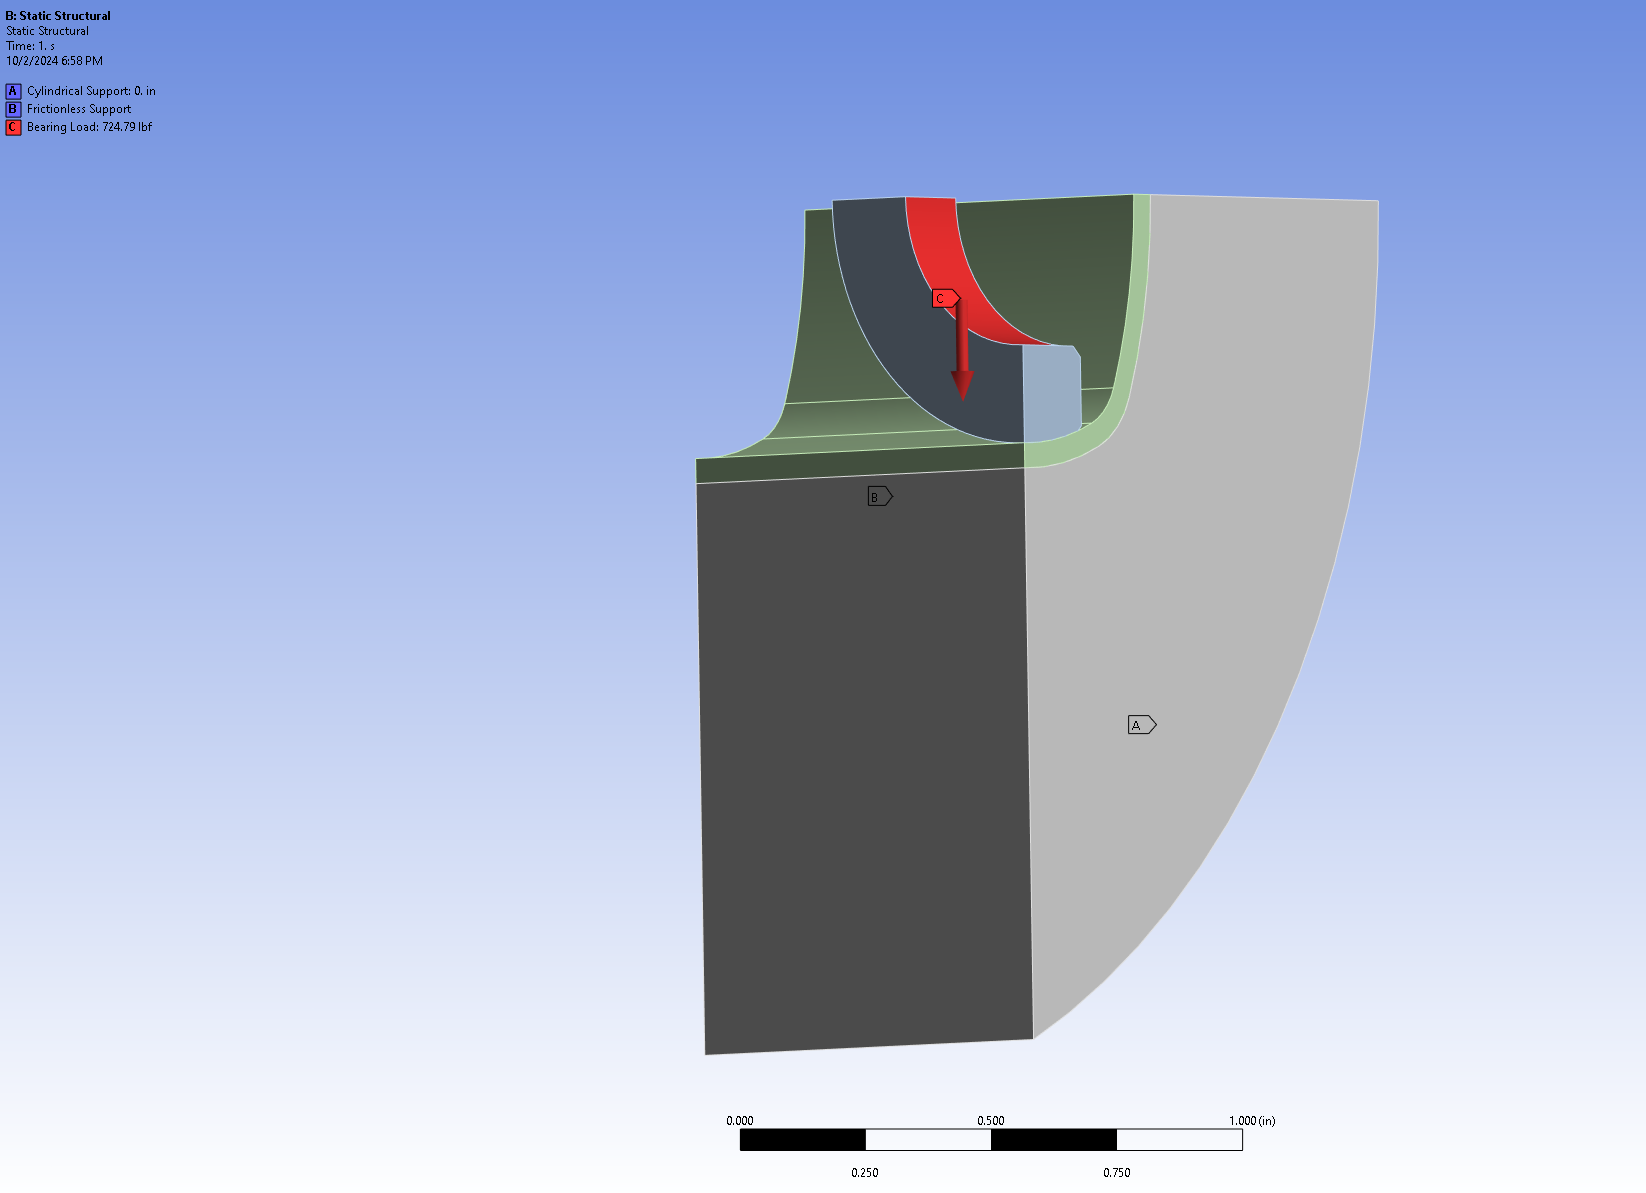 B: Static Structural
Static Structural
Time: 1. s
10/2/2024 6:58 PM
A Cylindrical Support: 0. in
B Frictionless Support
C Bearing Load: 724.79 lbf
C
B
A
0.000 0.500 1.000 (in)
0.250 0.750